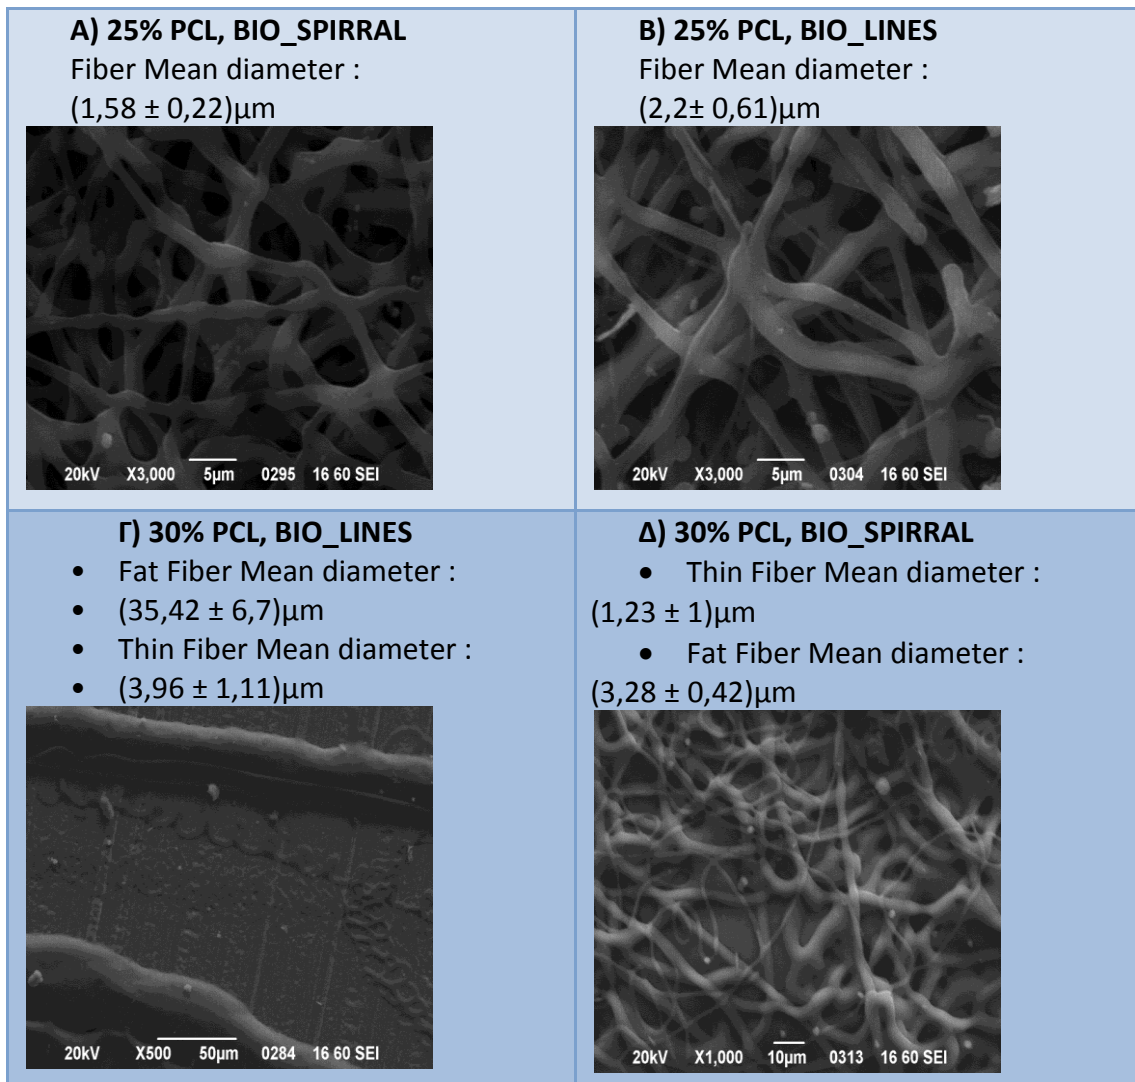 Α) 25% PCL, BIO_SPIRRAL
Fiber Mean diameter :
(1,58 ± 0,22)μm
20kV X3,000 5μm 0295 16 60 SEI
Β) 25% PCL, BIO_LINES
Fiber Mean diameter :
(2,2± 0,61)μm
20kV X3,000 5μm 0304 16 60 SEI
Γ) 30% PCL, BIO_LINES
• Fat Fiber Mean diameter :
• (35,42 ± 6,7)μm
• Thin Fiber Mean diameter :
• (3,96 ± 1,11)μm
20kV X500 50μm 0284 16 60 SEI
Δ) 30% PCL, BIO_SPIRRAL
• Thin Fiber Mean diameter :
(1,23 ± 1)μm
• Fat Fiber Mean diameter :
(3,28 ± 0,42)μm
20kV X1,000 10μm 0313 16 60 SEI